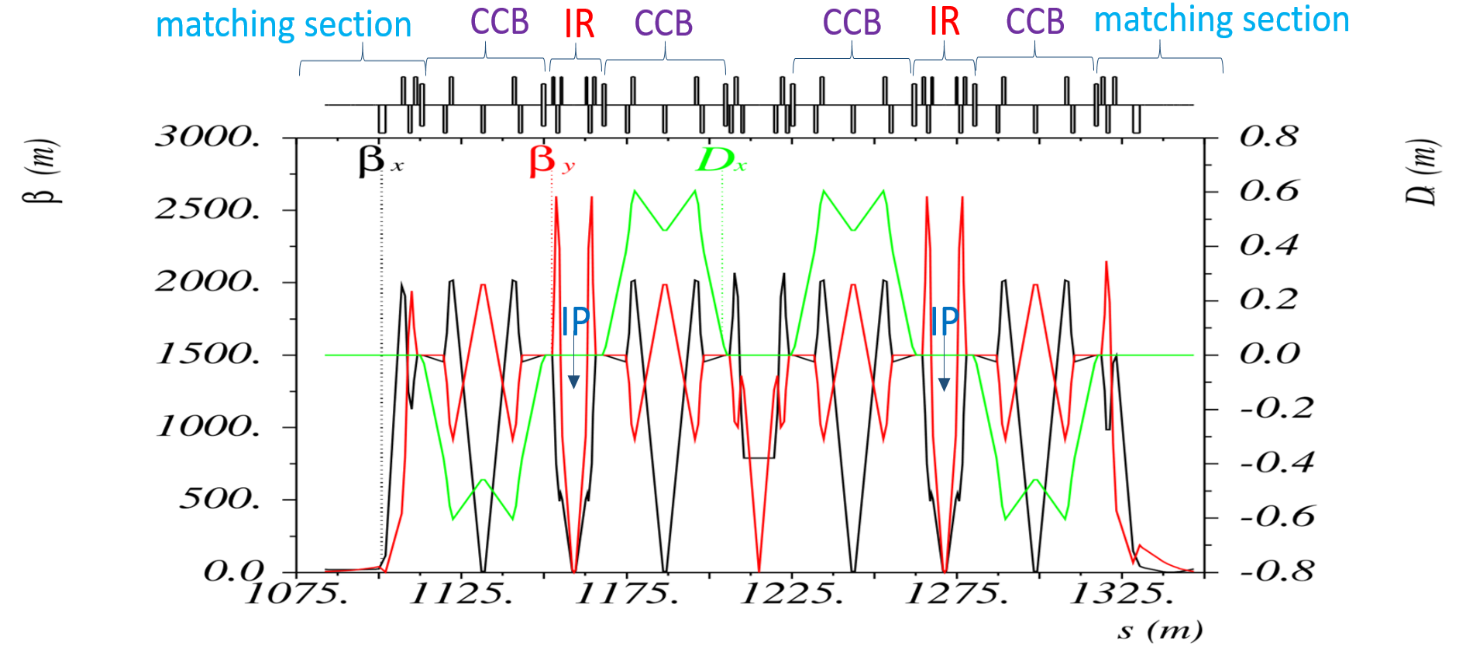 matching section CCB IR CCB CCB IR CCB matching section
3000. 0.8
βx βy Dx
β (m) Dx (m)
0.6
2500.
0.4
2000.
0.2
IP IP
1500. 0.0
-0.2
1000.
-0.4
500.
-0.6
0.0 -0.8
1075. 1125. 1175. 1225. 1275. 1325.
s (m)